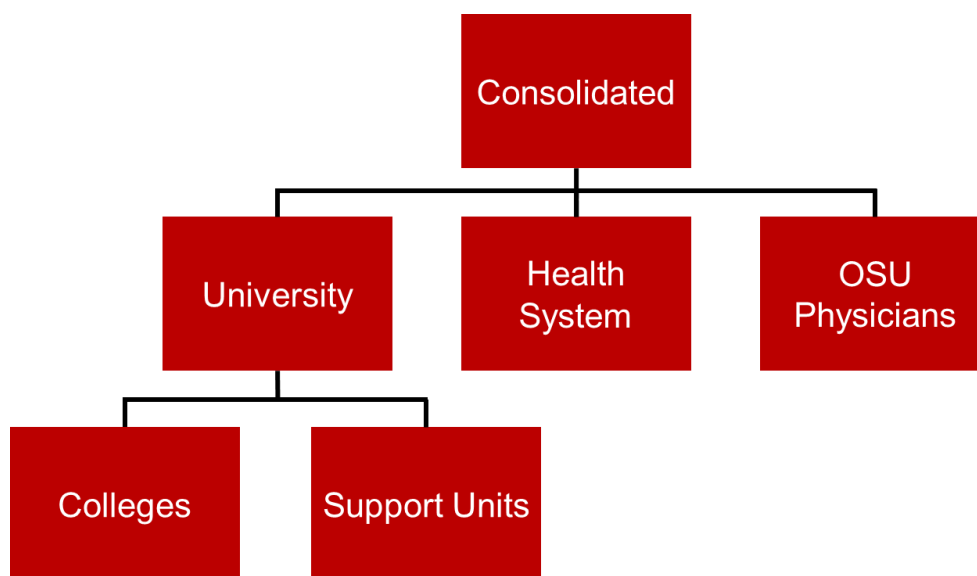 Consolidated
University
Health
System
OSU
Physicians
Colleges
Support Units